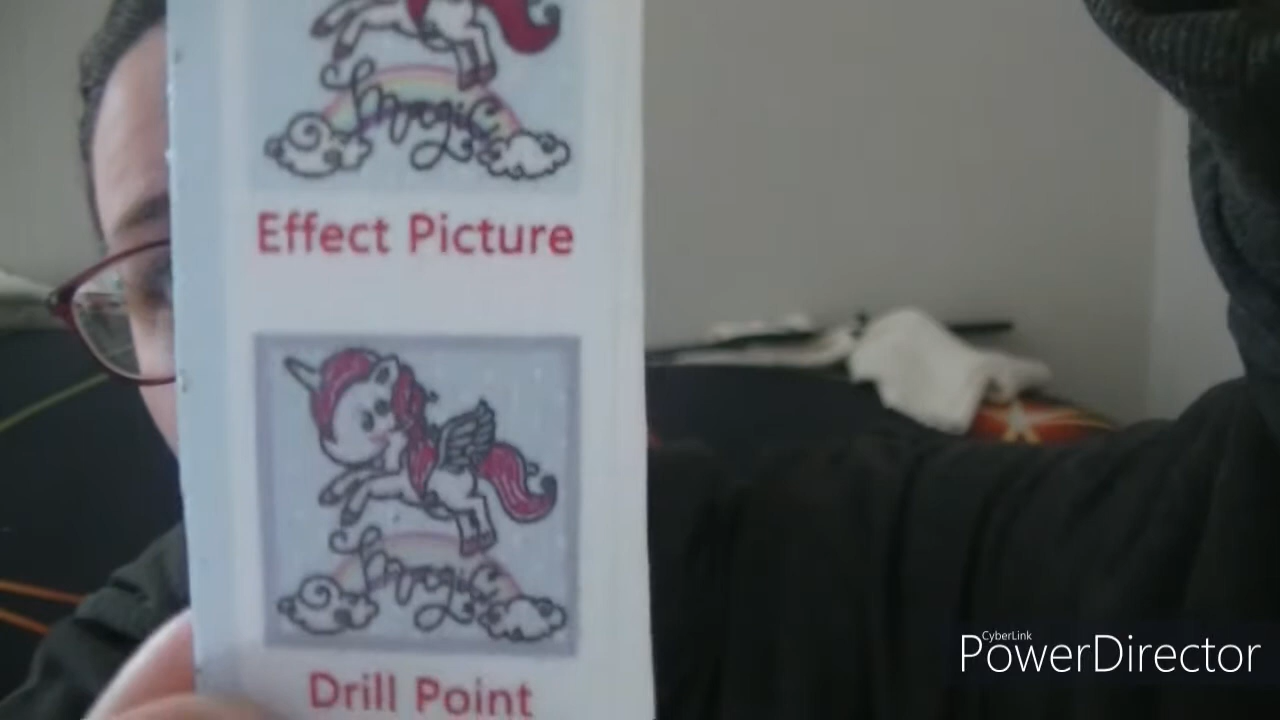 Magic
Effect Picture
Magic
Drill Point
CyberLink
PowerDirector